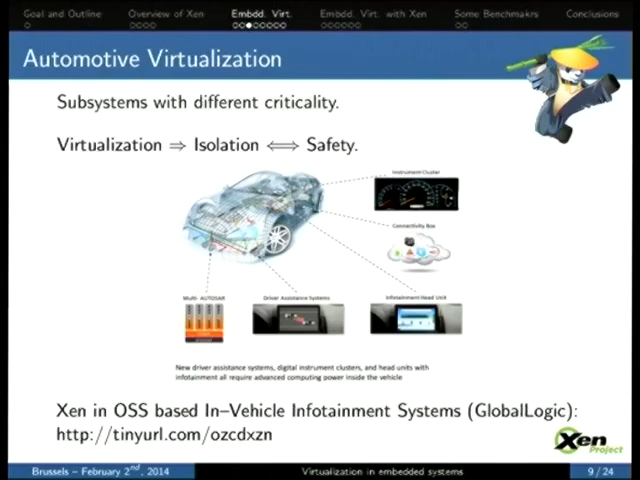 Goal and Outline Overview of Xen Embdd. Virt. Embdd. Virt. with Xen Some Benchmakrs Conclusions
Automotive Virtualization
Subsystems with different criticality.
Virtualization ⇒ Isolation ⟺ Safety.
Instrument Cluster
Connectivity Box
Multi- AUTOSAR Driver Assistance Systems Infotainment Head Unit
New driver assistance systems, digital instrument clusters, and head units with
infotainment all require advanced computing power inside the vehicle
Xen in OSS based In–Vehicle Infotainment Systems (GlobalLogic):
http://tinyurl.com/ozcdxzn
Xen
Project
Brussels – February 2nd, 2014 Virtualization in embedded systems 9 / 24